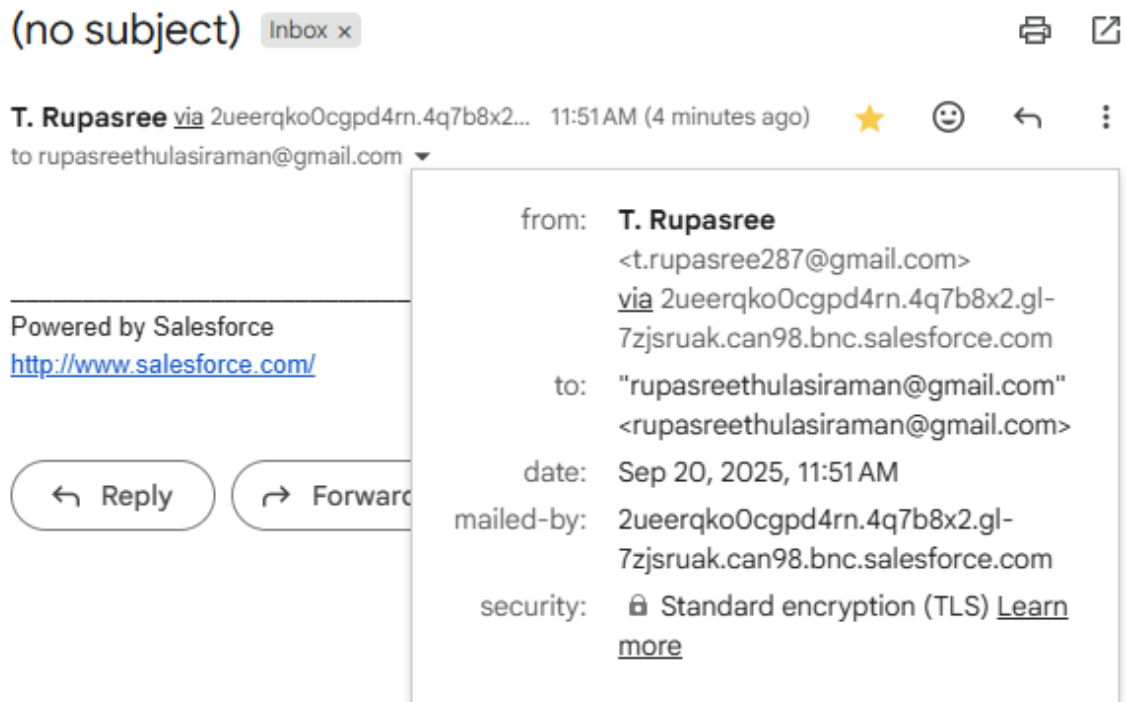 (no subject) Inbox x
T. Rupasree via 2ueerqko0cgpd4rn.4q7b8x2... 11:51 AM (4 minutes ago)
to rupasreethulasiraman@gmail.com
from: T. Rupasree
<t.rupasree287@gmail.com>
via 2ueerqko0cgpd4rn.4q7b8x2.gl-
7zjsruak.can98.bnc.salesforce.com
to: "rupasreethulasiraman@gmail.com"
<rupasreethulasiraman@gmail.com>
date: Sep 20, 2025, 11:51 AM
mailed-by: 2ueerqko0cgpd4rn.4q7b8x2.gl-
7zjsruak.can98.bnc.salesforce.com
security: Standard encryption (TLS) Learn
more
Powered by Salesforce
http://www.salesforce.com/
Reply Forward